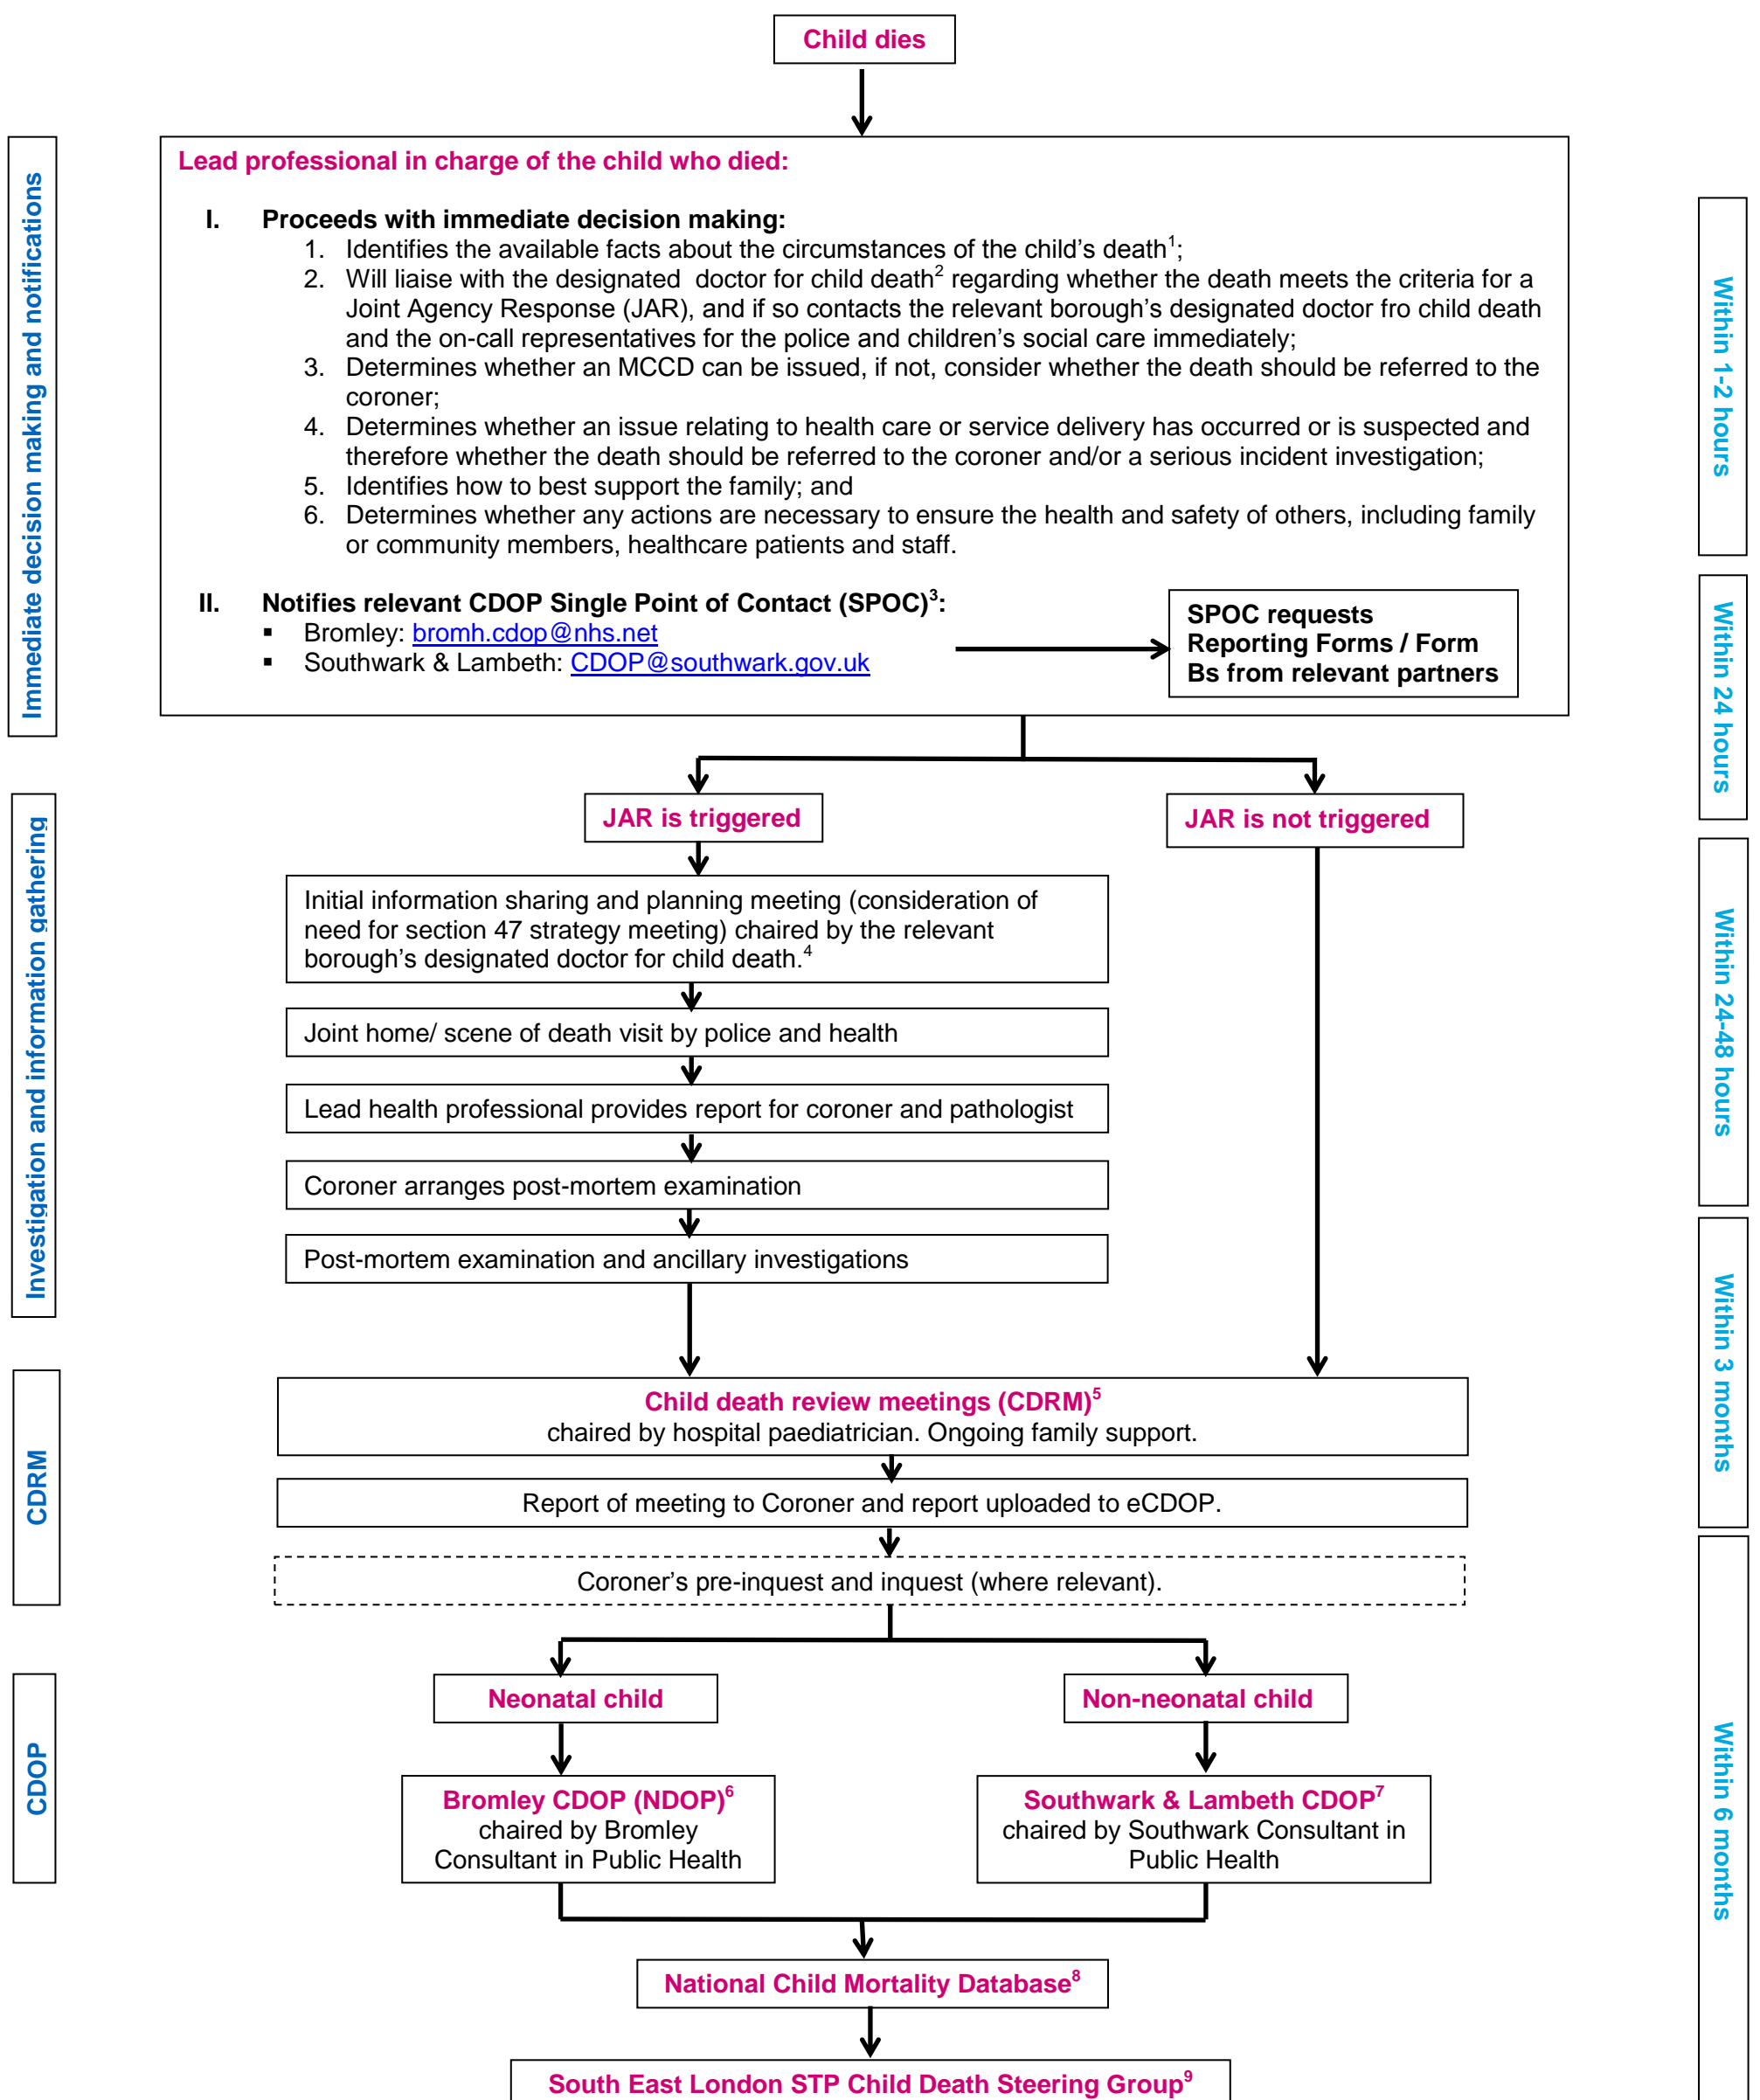 Child dies
Immediate decision making and notifications
Lead professional in charge of the child who died:
I. Proceeds with immediate decision making:
1. Identifies the available facts about the circumstances of the child's death1;
2. Will liaise with the designated doctor for child death2 regarding whether the death meets the criteria for a
Joint Agency Response (JAR), and if so contacts the relevant borough's designated doctor fro child death
and the on-call representatives for the police and children's social care immediately;
3. Determines whether an MCCD can be issued, if not, consider whether the death should be referred to the
coroner;
4. Determines whether an issue relating to health care or service delivery has occurred or is suspected and
therefore whether the death should be referred to the coroner and/or a serious incident investigation;
5. Identifies how to best support the family; and
6. Determines whether any actions are necessary to ensure the health and safety of others, including family
or community members, healthcare patients and staff.
Within 1-2 hours
II. Notifies relevant CDOP Single Point of Contact (SPOC)3:
▪ Bromley: bromh.cdop@nhs.net
▪ Southwark & Lambeth: CDOP@southwark.gov.uk
SPOC requests
Reporting Forms / Form
Bs from relevant partners
Within 24 hours
Investigation and information gathering
JAR is triggered
JAR is not triggered
Initial information sharing and planning meeting (consideration of
need for section 47 strategy meeting) chaired by the relevant
borough's designated doctor for child death.4
Joint home/ scene of death visit by police and health
Lead health professional provides report for coroner and pathologist
Coroner arranges post-mortem examination
Post-mortem examination and ancillary investigations
Within 24-48 hours
CDRM
Child death review meetings (CDRM)5
chaired by hospital paediatrician. Ongoing family support.
Report of meeting to Coroner and report uploaded to eCDOP.
Within 3 months
Coroner's pre-inquest and inquest (where relevant).
CDOP
Neonatal child
Non-neonatal child
Bromley CDOP (NDOP)6
chaired by Bromley
Consultant in Public Health
Southwark & Lambeth CDOP7
chaired by Southwark Consultant in
Public Health
Within 6 months
National Child Mortality Database8
South East London STP Child Death Steering Group9